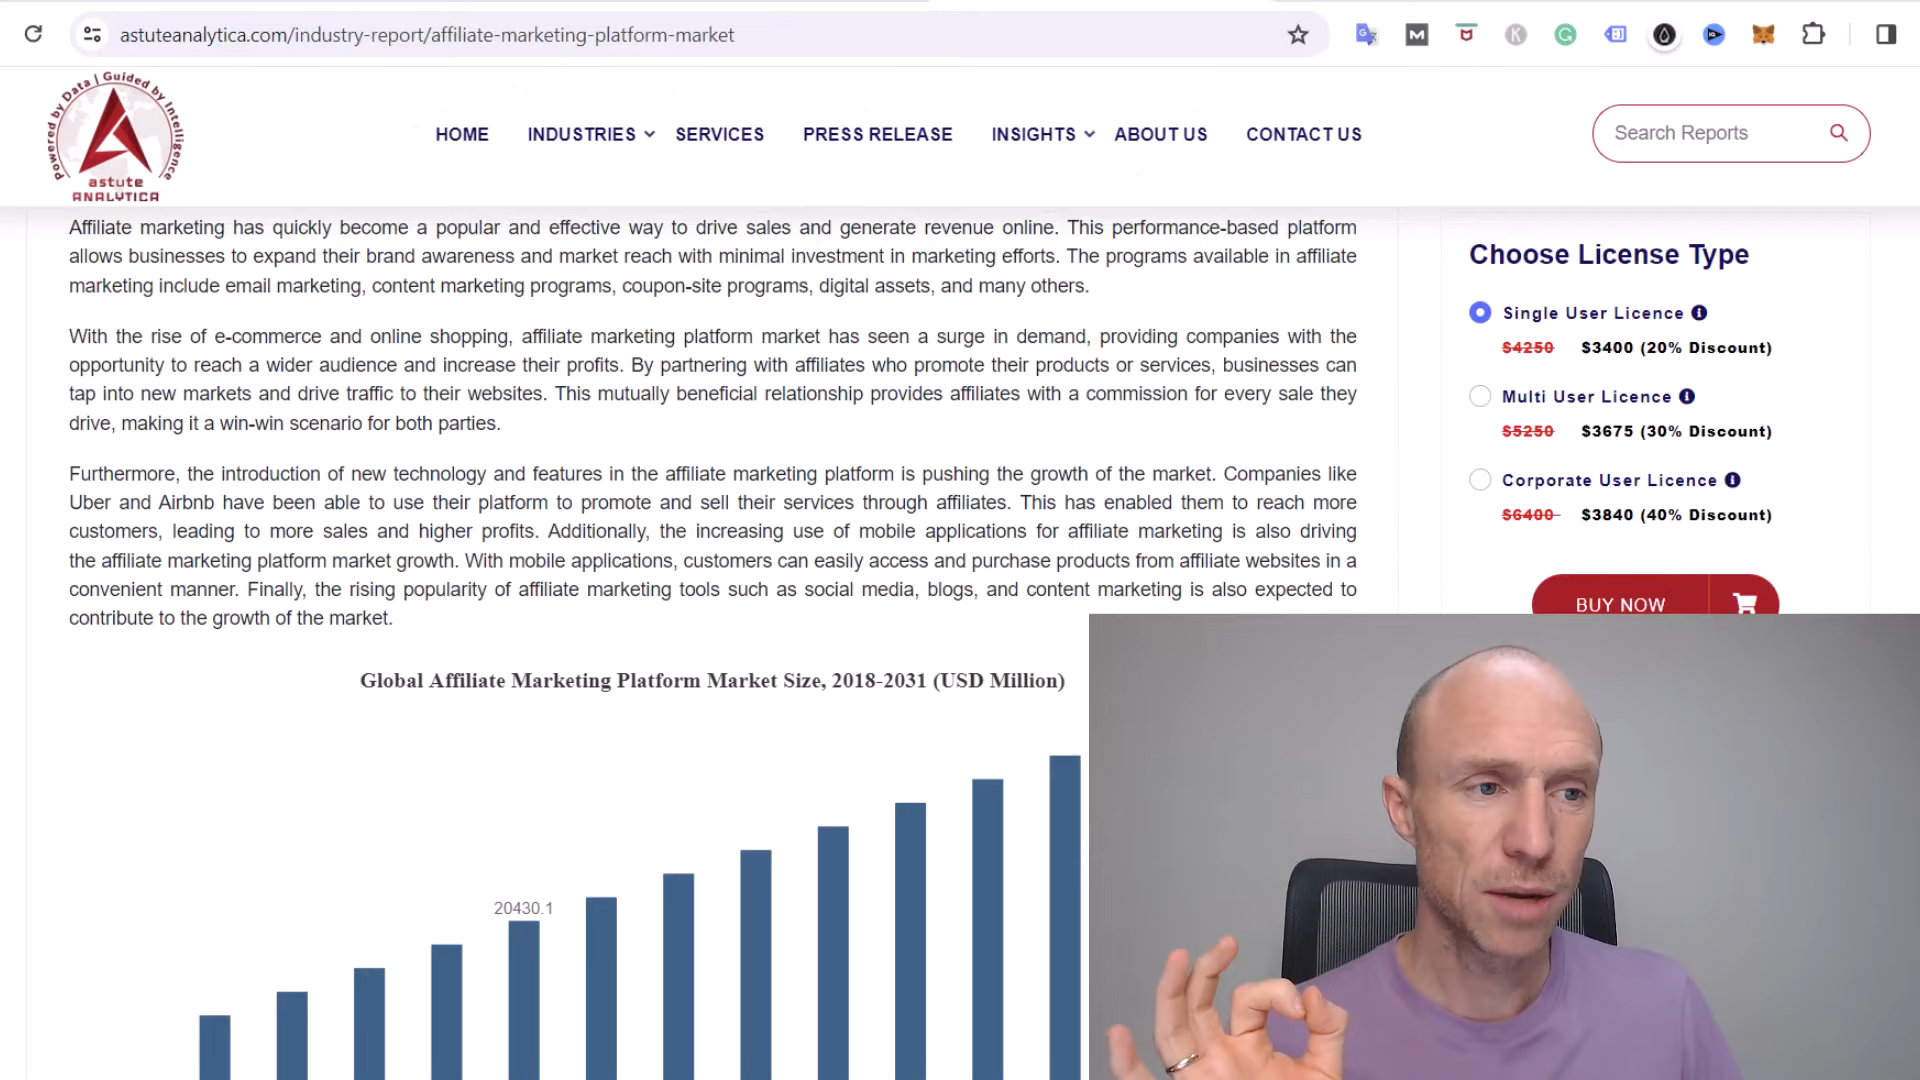 astuteanalytica.com/industry-report/affiliate-marketing-platform-market
Powered by Data | Guided by Intelligence
astute
ANALYTICA
HOME INDUSTRIES SERVICES PRESS RELEASE INSIGHTS ABOUT US CONTACT US
Search Reports
Affiliate marketing has quickly become a popular and effective way to drive sales and generate revenue online. This performance-based platform
allows businesses to expand their brand awareness and market reach with minimal investment in marketing efforts. The programs available in affiliate
marketing include email marketing, content marketing programs, coupon-site programs, digital assets, and many others.
With the rise of e-commerce and online shopping, affiliate marketing platform market has seen a surge in demand, providing companies with the
opportunity to reach a wider audience and increase their profits. By partnering with affiliates who promote their products or services, businesses can
tap into new markets and drive traffic to their websites. This mutually beneficial relationship provides affiliates with a commission for every sale they
drive, making it a win-win scenario for both parties.
Furthermore, the introduction of new technology and features in the affiliate marketing platform is pushing the growth of the market. Companies like
Uber and Airbnb have been able to use their platform to promote and sell their services through affiliates. This has enabled them to reach more
customers, leading to more sales and higher profits. Additionally, the increasing use of mobile applications for affiliate marketing is also driving
the affiliate marketing platform market growth. With mobile applications, customers can easily access and purchase products from affiliate websites in a
convenient manner. Finally, the rising popularity of affiliate marketing tools such as social media, blogs, and content marketing is also expected to
contribute to the growth of the market.
Global Affiliate Marketing Platform Market Size, 2018-2031 (USD Million)
20430.1
Choose License Type
Single User Licence
$4250 $3400 (20% Discount)
Multi User Licence
$5250 $3675 (30% Discount)
Corporate User Licence
$6400 $3840 (40% Discount)
BUY NOW